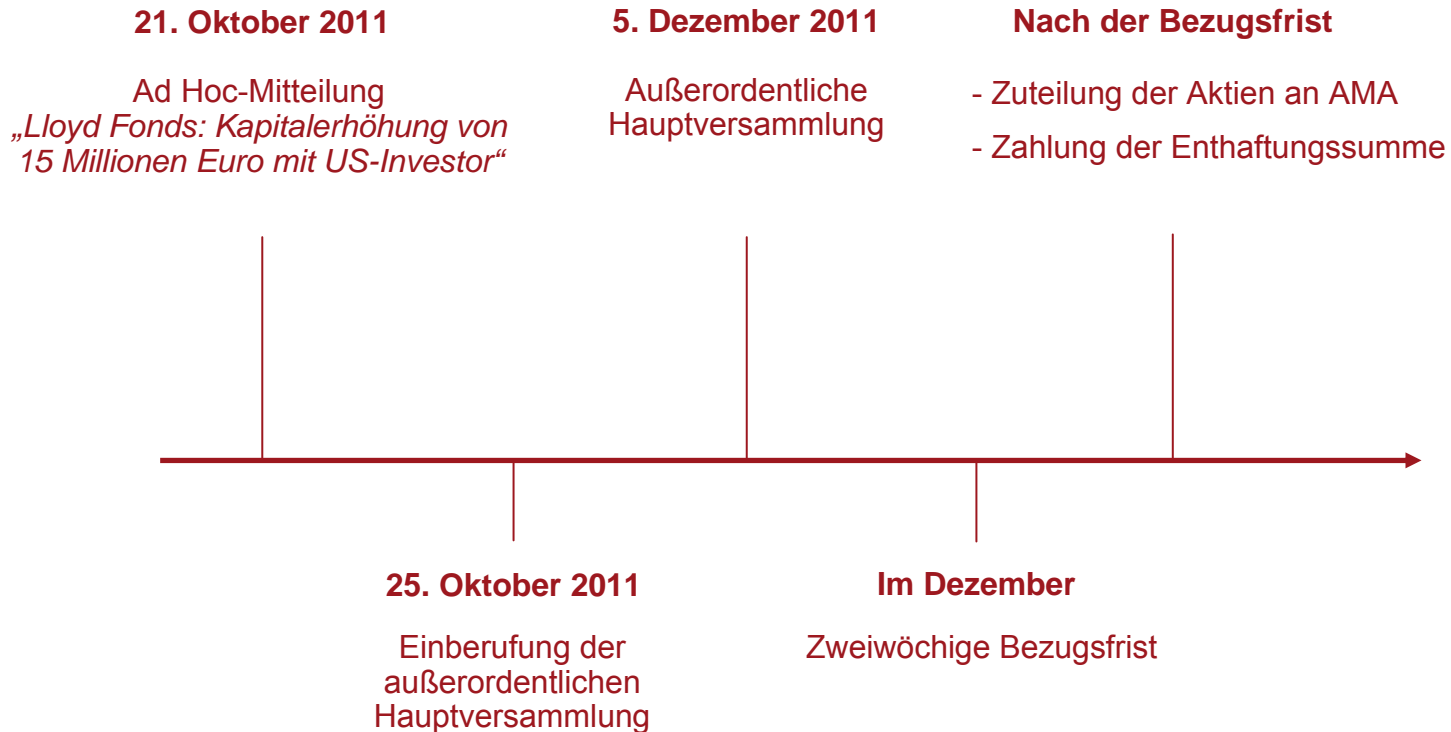 21. Oktober 2011
Ad Hoc-Mitteilung
„Lloyd Fonds: Kapitalerhöhung von
15 Millionen Euro mit US-Investor“
5. Dezember 2011
Außerordentliche
Hauptversammlung
Nach der Bezugsfrist
- Zuteilung der Aktien an AMA
- Zahlung der Enthaftungssumme
25. Oktober 2011
Einberufung der
außerordentlichen
Hauptversammlung
Im Dezember
Zweiwöchige Bezugsfrist